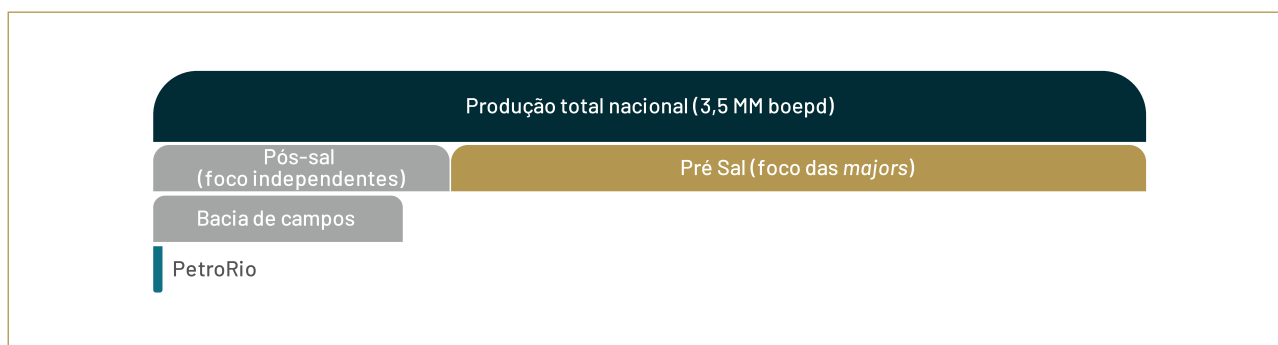 Produção total nacional (3,5 MM boepd)
Pós-sal
(foco independentes)
Pré Sal (foco das majors)
Bacia de campos
PetroRio